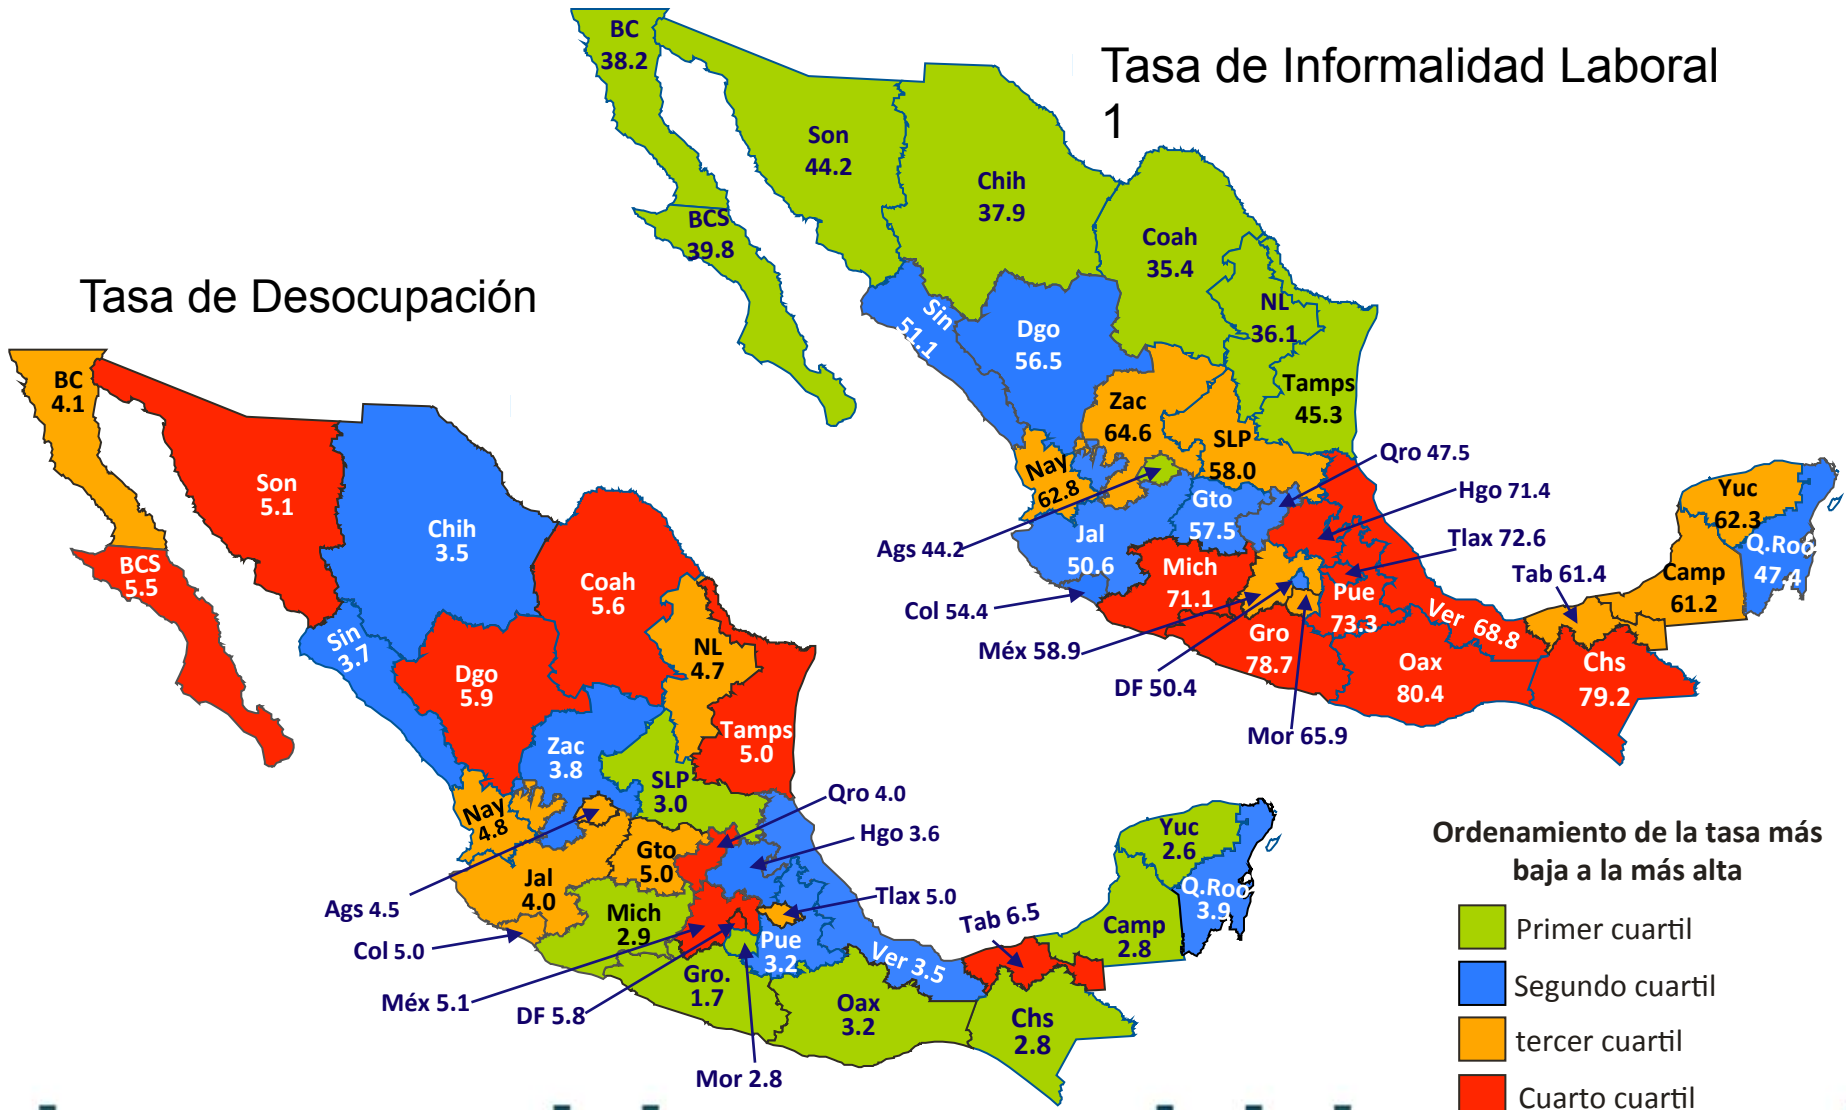 Tasa de Informalidad Laboral
1
BC
38.2
Son
44.2
Chih
37.9
BCS
39.8
Coah
35.4
NL
36.1
Sin
51.1
Dgo
56.5
Tamps
45.3
Zac
64.6
SLP
58.0
Nay
62.8
Qro 47.5
Hgo 71.4
Yuc
62.3
Gto
57.5
Jal
50.6
Ags 44.2
Tlax 72.6
Q.Roo
47.4
Mich
71.1
Tab 61.4
Camp
61.2
Pue
73.3
Col 54.4
Ver 68.8
Méx 58.9
Gro
78.7
Oax
80.4
Chs
79.2
DF 50.4
Mor 65.9
Tasa de Desocupación
BC
4.1
Son
5.1
Chih
3.5
BCS
5.5
Coah
5.6
Sin
3.7
NL
4.7
Dgo
5.9
Tamps
5.0
Zac
3.8
SLP
3.0
Nay
4.8
Qro 4.0
Hgo 3.6
Yuc
2.6
Gto
5.0
Jal
4.0
Ags 4.5
Tlax 5.0
Q.Roo
3.9
Mich
2.9
Tab 6.5
Camp
2.8
Col 5.0
Pue
3.2
Ver 3.5
Méx 5.1
Gro.
1.7
Oax
3.2
Chs
2.8
DF 5.8
Mor 2.8
Ordenamiento de la tasa más
baja a la más alta
Primer cuartil
Segundo cuartil
tercer cuartil
Cuarto cuartil